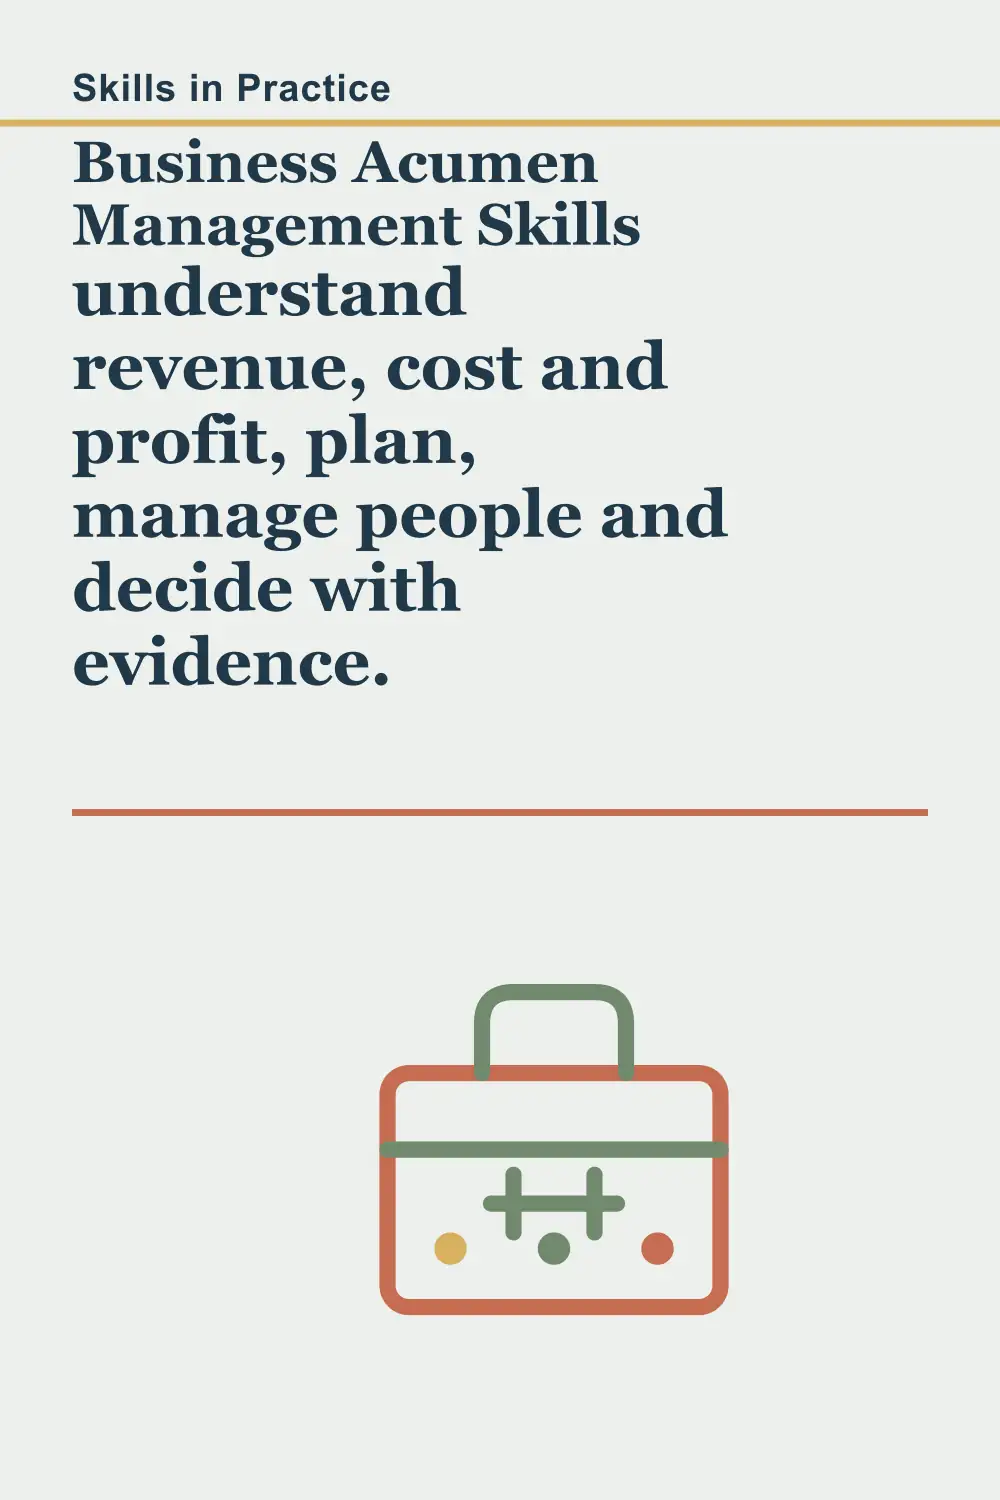 Skills in Practice
Business Acumen
Management Skills
understand
revenue, cost and
profit, plan,
manage people and
decide with
evidence.